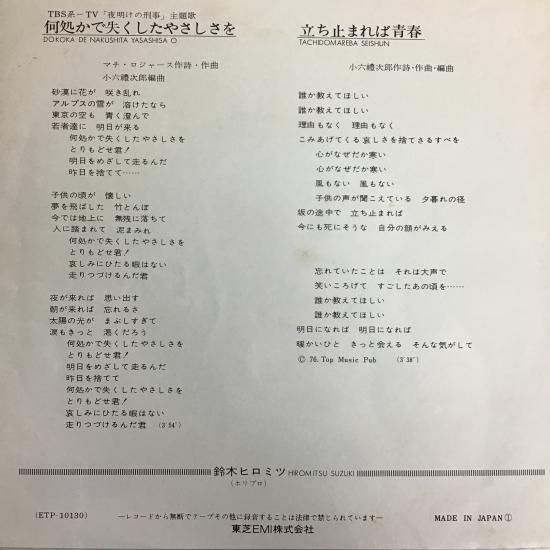 TBS系－TV「夜明けの刑事」主題歌
何処かで失くしたやさしさを
DOKOKA DE NAKUSHITA YASASHISA O
マチ・ロジャース作詩・作曲
小六禮次郎編曲
砂漠に花が　咲き乱れ
アルプスの雪が　溶けたなら
東京の空も　青く澄んで
若者達に　明日が来る
何処かで失くしたやさしさを
とりもどせ君！
明日をめざして走るんだ
昨日を捨てて……
子供の頃が　懐しい
夢を飛ばした　竹とんぼ
今では地上に　無残に落ちて
人に踏まれて　泥まみれ
何処かで失くしたやさしさを
とりもどせ君！
哀しみにひたる暇はない
走りつづけるんだ君
夜が来れば　思い出す
朝が来れば　忘れるさ
太陽の光が　まぶしすぎて
涙もきっと　渇くだろう
何処かで失くしたやさしさを
とりもどせ君！
明日をめざして走るんだ
昨日を捨てて
何処かで失くしたやさしさを
とりもどせ君！
哀しみにひたる暇はない
走りつづけるんだ君　(3'54")
立ち止まれば青春
TACHIDOMAREBA SEISHUN
小六禮次郎作詩・作曲・編曲
誰か教えてほしい
誰か教えてほしい
理由もなく　理由もなく
こみあげてくる哀しさを捨てきるすべを
心がなぜだか寒い
心がなぜだか寒い
風もない　風もない
子供の声が聞こえている　夕暮れの径
坂の途中で　立ち止まれば
今にも死にそうな　自分の顔がみえる
忘れていたことは　それは大声で
笑いころげて　すごしたあの頃を……
誰か教えてほしい
誰か教えてほしい
明日になれば　明日になれば
暖かいひと　きっと会える　そんな気がして
© 76. Top Music Pub　(3'38")
鈴木ヒロミツ HIROMITSU SUZUKI
(ホリプロ)
(ETP-10130)
―レコードから無断でテープその他に録音することは法律で禁じられています―
MADE IN JAPAN①
東芝EMI株式会社